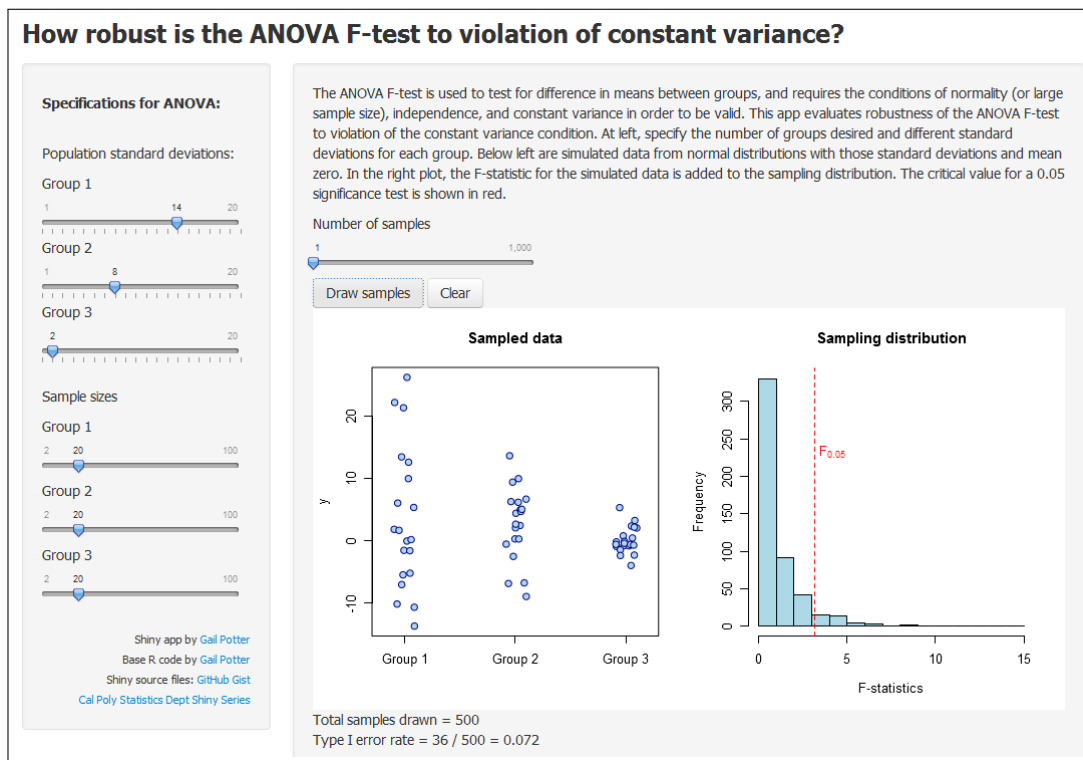 How robust is the ANOVA F-test to violation of constant variance?
Specifications for ANOVA:
Population standard deviations:
Group 1
1 14 20
Group 2
1 8 20
Group 3
2 20
Sample sizes
Group 1
2 20 100
Group 2
2 20 100
Group 3
2 20 100
Shiny app by Gail Potter
Base R code by Gail Potter
Shiny source files: GitHub Gist
Cal Poly Statistics Dept Shiny Series
The ANOVA F-test is used to test for difference in means between groups, and requires the conditions of normality (or large
sample size), independence, and constant variance in order to be valid. This app evaluates robustness of the ANOVA F-test
to violation of the constant variance condition. At left, specify the number of groups desired and different standard
deviations for each group. Below left are simulated data from normal distributions with those standard deviations and mean
zero. In the right plot, the F-statistic for the simulated data is added to the sampling distribution. The critical value for a 0.05
significance test is shown in red.
Number of samples
1 1,000
Draw samples Clear
Sampled data
y
20
10
0
-10
Group 1 Group 2 Group 3
Sampling distribution
Frequency
300
250
200
150
100
50
0
F0.05
0 5 10 15
F-statistics
Total samples drawn = 500
Type I error rate = 36 / 500 = 0.072